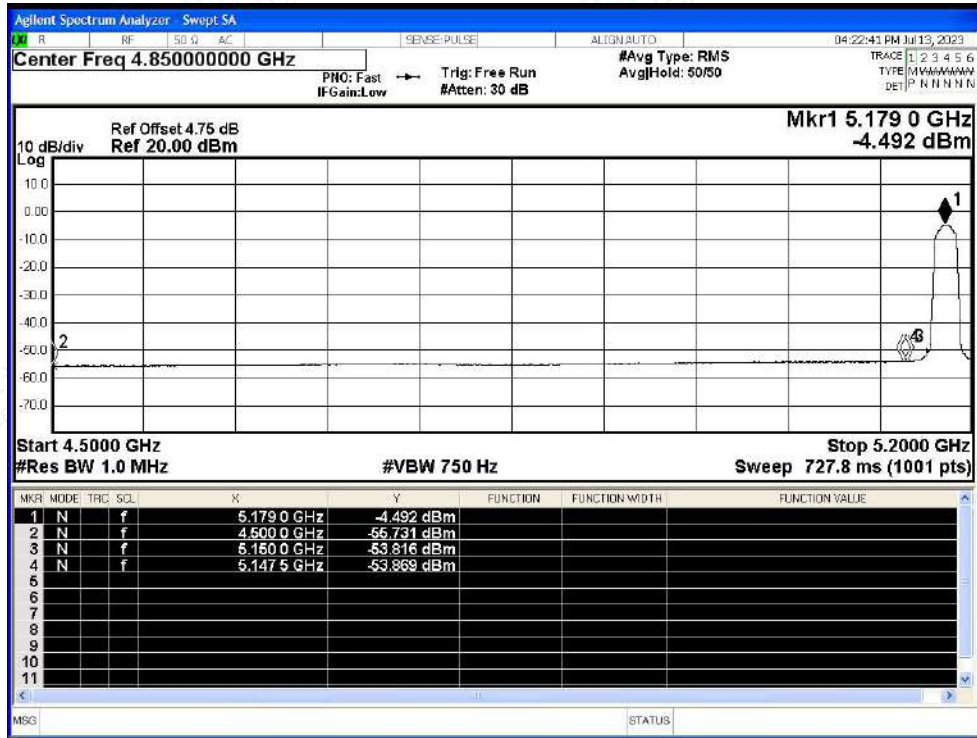 Agilent Spectrum Analyzer - Swept SA
LXI R RF 50 Ω AC SENSE:PULSE ALIGNAUTO 04:22:41 PM Jul 13, 2023
Center Freq 4.850000000 GHz #Avg Type: RMS TRACE 1 2 3 4 5 6
PNO: Fast Trig: Free Run Avg|Hold: 50/50 TYPE M
IFGain:Low #Atten: 30 dB DET P N N N N N
Mkr1 5.179 0 GHz
Ref Offset 4.75 dB
10 dB/div Ref 20.00 dBm -4.492 dBm
Log
10.0
1
0.00
-10.0
-20.0
-30.0
-40.0
2
-50.0
-60.0
-70.0
Start 4.5000 GHz Stop 5.2000 GHz
#Res BW 1.0 MHz #VBW 750 Hz Sweep 727.8 ms (1001 pts)
MKR MODE TRC SCL X Y FUNCTION FUNCTION WIDTH FUNCTION VALUE
1 N f 5.179 0 GHz -4.492 dBm
2 N f 4.500 0 GHz -55.731 dBm
3 N f 5.150 0 GHz -53.816 dBm
4 N f 5.147 5 GHz -53.869 dBm
5
6
7
8
9
10
11
MSG STATUS